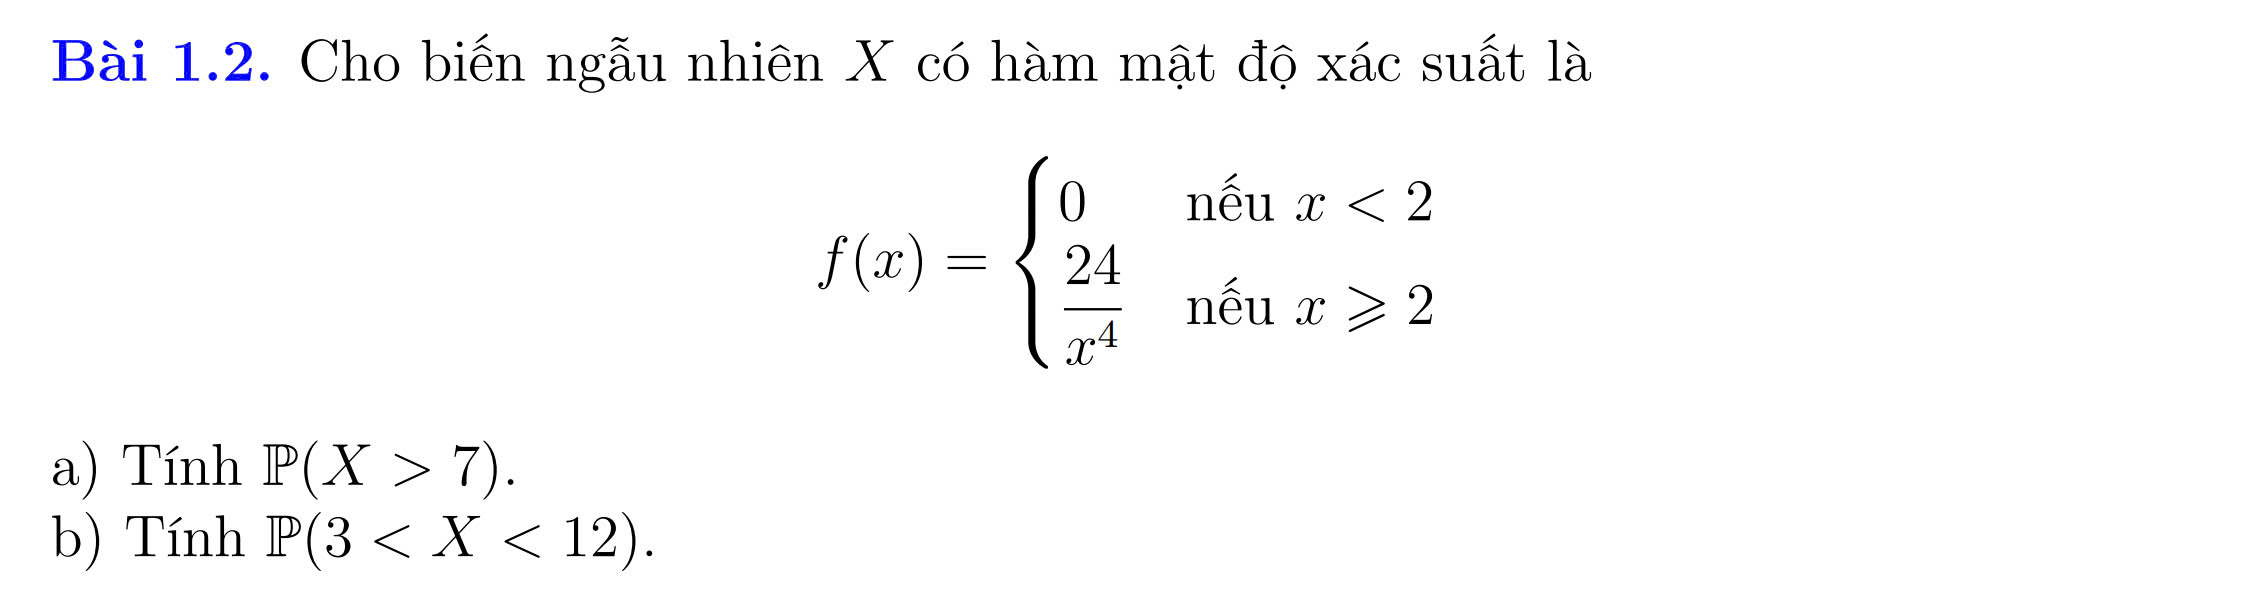 Bài 1.2. Cho biến ngẫu nhiên X có hàm mật độ xác suất là
f(x) = { 0 nếu x < 2
24/x⁴ nếu x ⩾ 2
a) Tính ℙ(X > 7).
b) Tính ℙ(3 < X < 12).